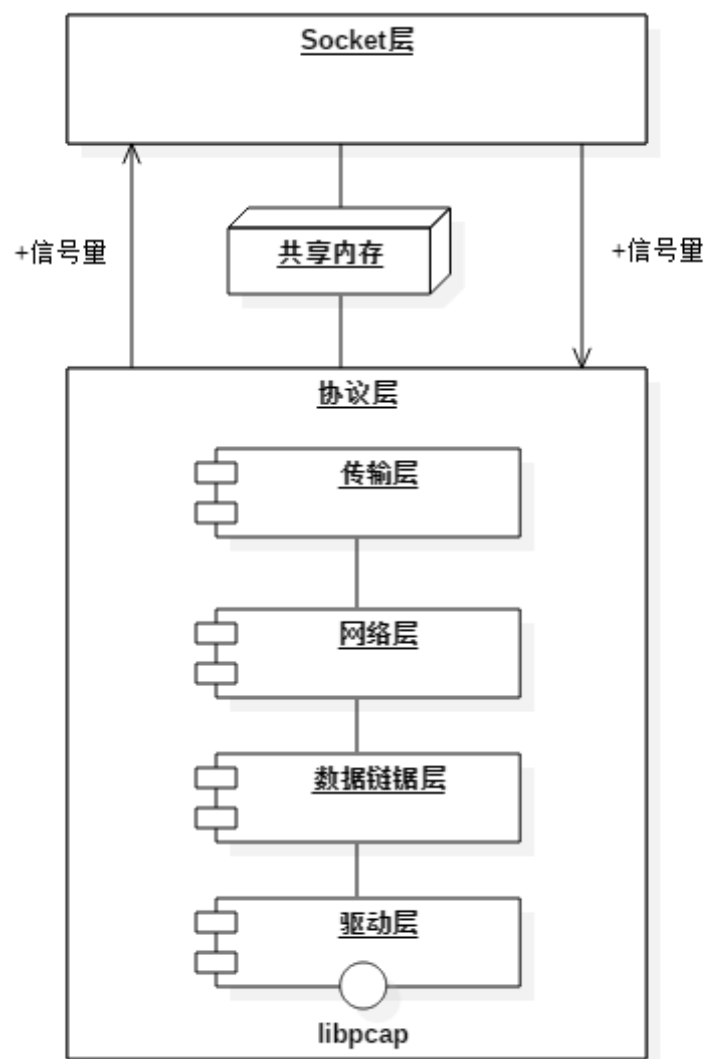 Socket层
+信号量
共享内存
+信号量
协议层
传输层
网络层
数据链锯层
驱动层
libpcap